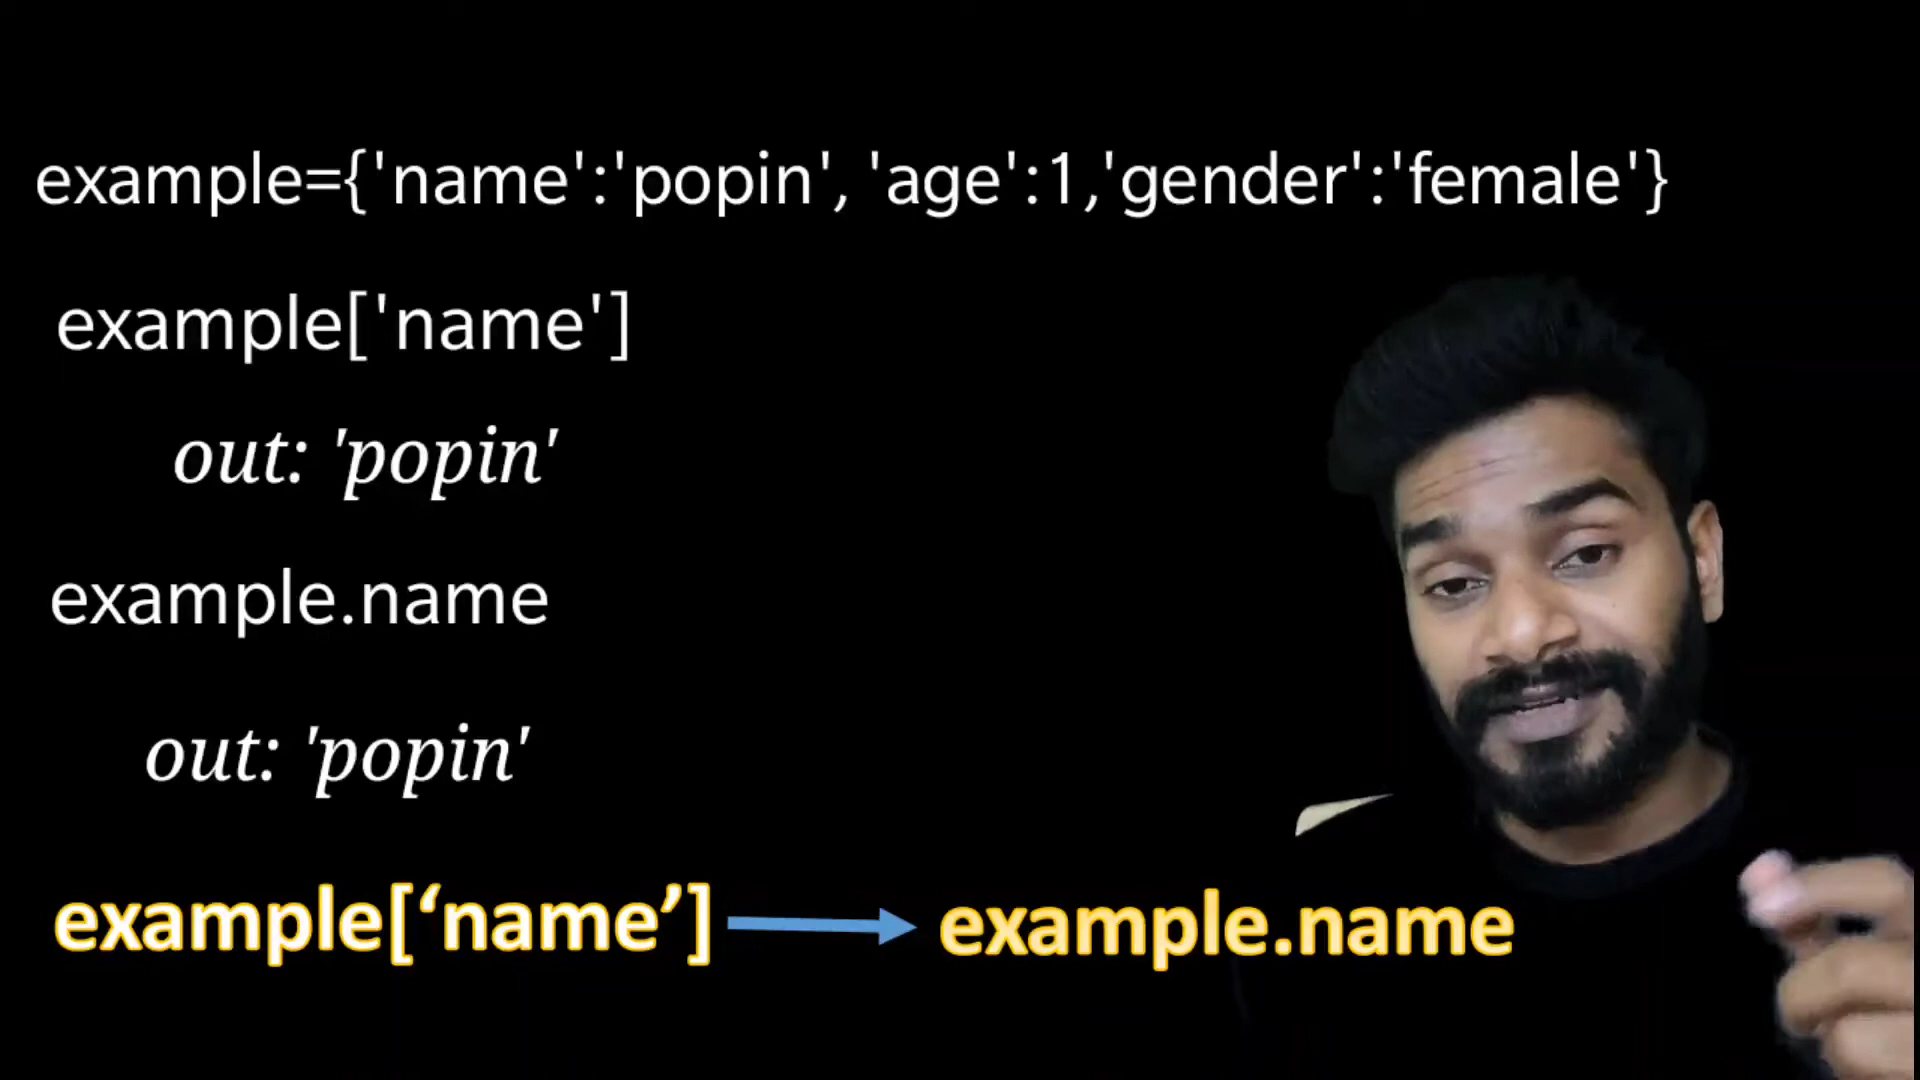 example={'name':'popin', 'age':1,'gender':'female'}
example['name']
out: 'popin'
example.name
out: 'popin'
example[‘name’] example.name